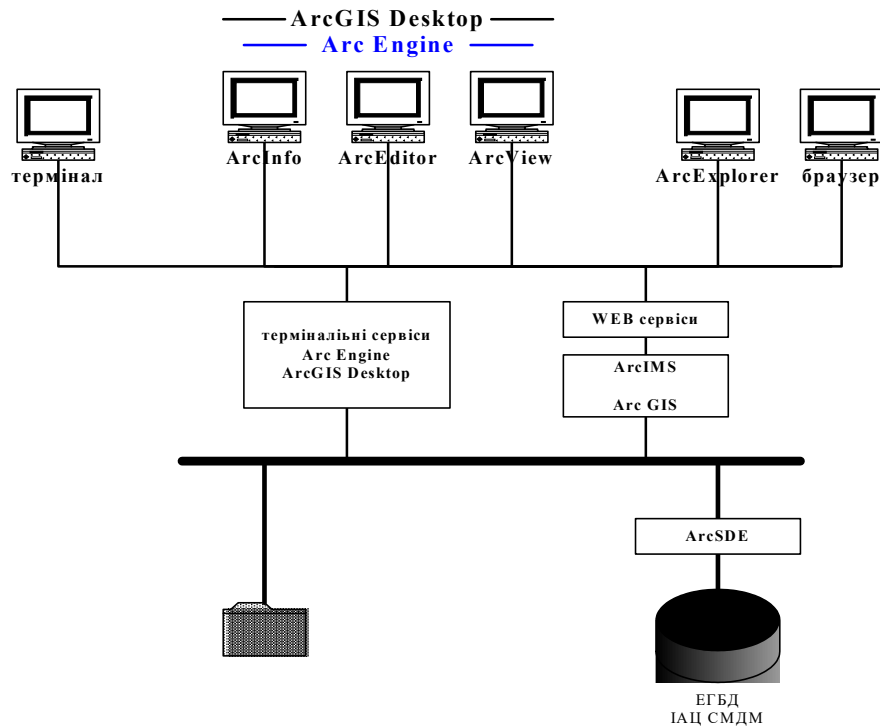 ArcGIS Desktop
Arc Engine
термінал
ArcInfo
ArcEditor
ArcView
ArcExplorer
браузер
терміналіьні сервіси
Arc Engine
ArcGIS Desktop
WEB сервіси
ArcIMS
Arc GIS
ArcSDE
ЕГБД
ІАЦ СМДМ